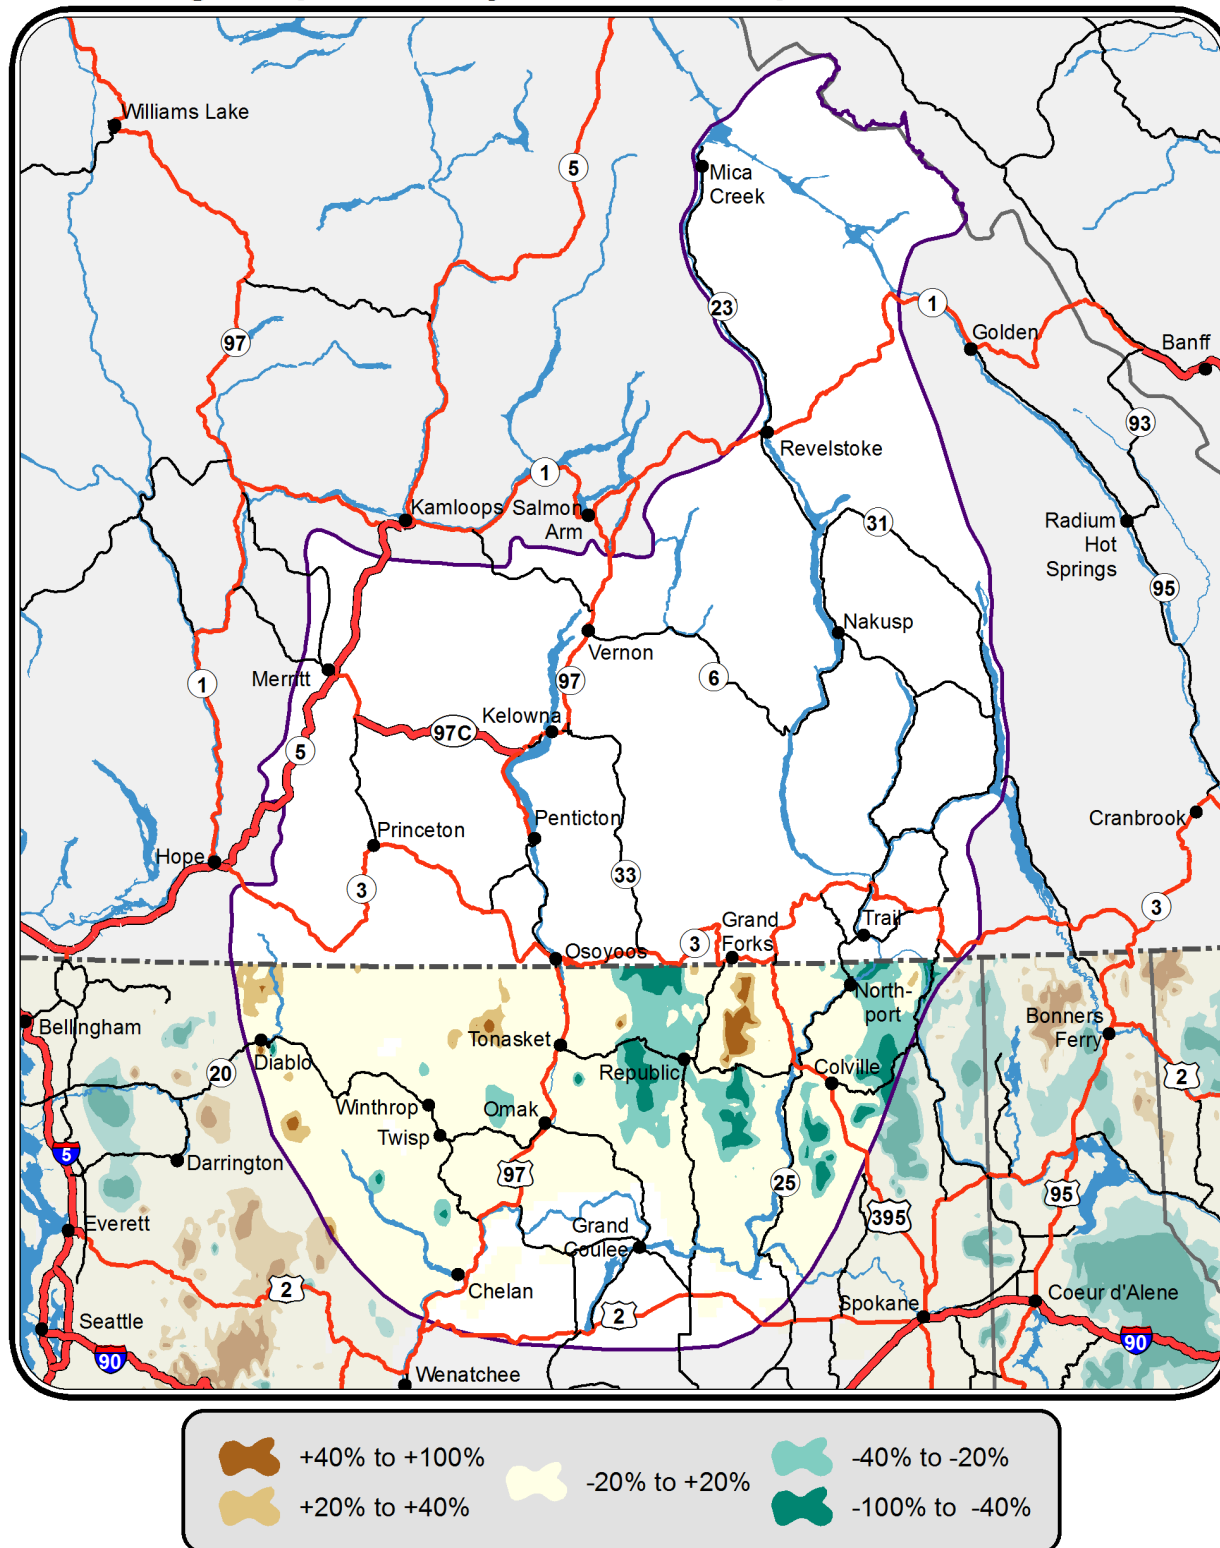 Williams Lake
5
Mica
Creek
23
1
97
Golden
Banff
93
Revelstoke
1
Kamloops
Salmon
Arm
31
Radium
Hot
Springs
95
Nakusp
Vernon
Merritt
97
6
1
Kelowna
97C
5
Penticton
Princeton
Cranbrook
Hope
33
3
Grand
Forks
Trail
3
3
Osoyoos
North-
port
Bellingham
Bonners
Ferry
Tonasket
Diablo
Republic
Colville
20
2
Winthrop
Omak
Twisp
5
Darrington
97
25
95
Everett
Grand
Coulee
395
2
Chelan
2
Spokane
Coeur d'Alene
Seattle
90
90
Wenatchee
+40% to +100%
-40% to -20%
-20% to +20%
+20% to +40%
-100% to -40%